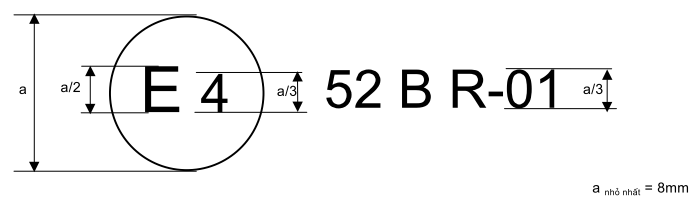 a a/2 E 4 a/3 52 B R-01 a/3
a nhỏ nhất = 8mm